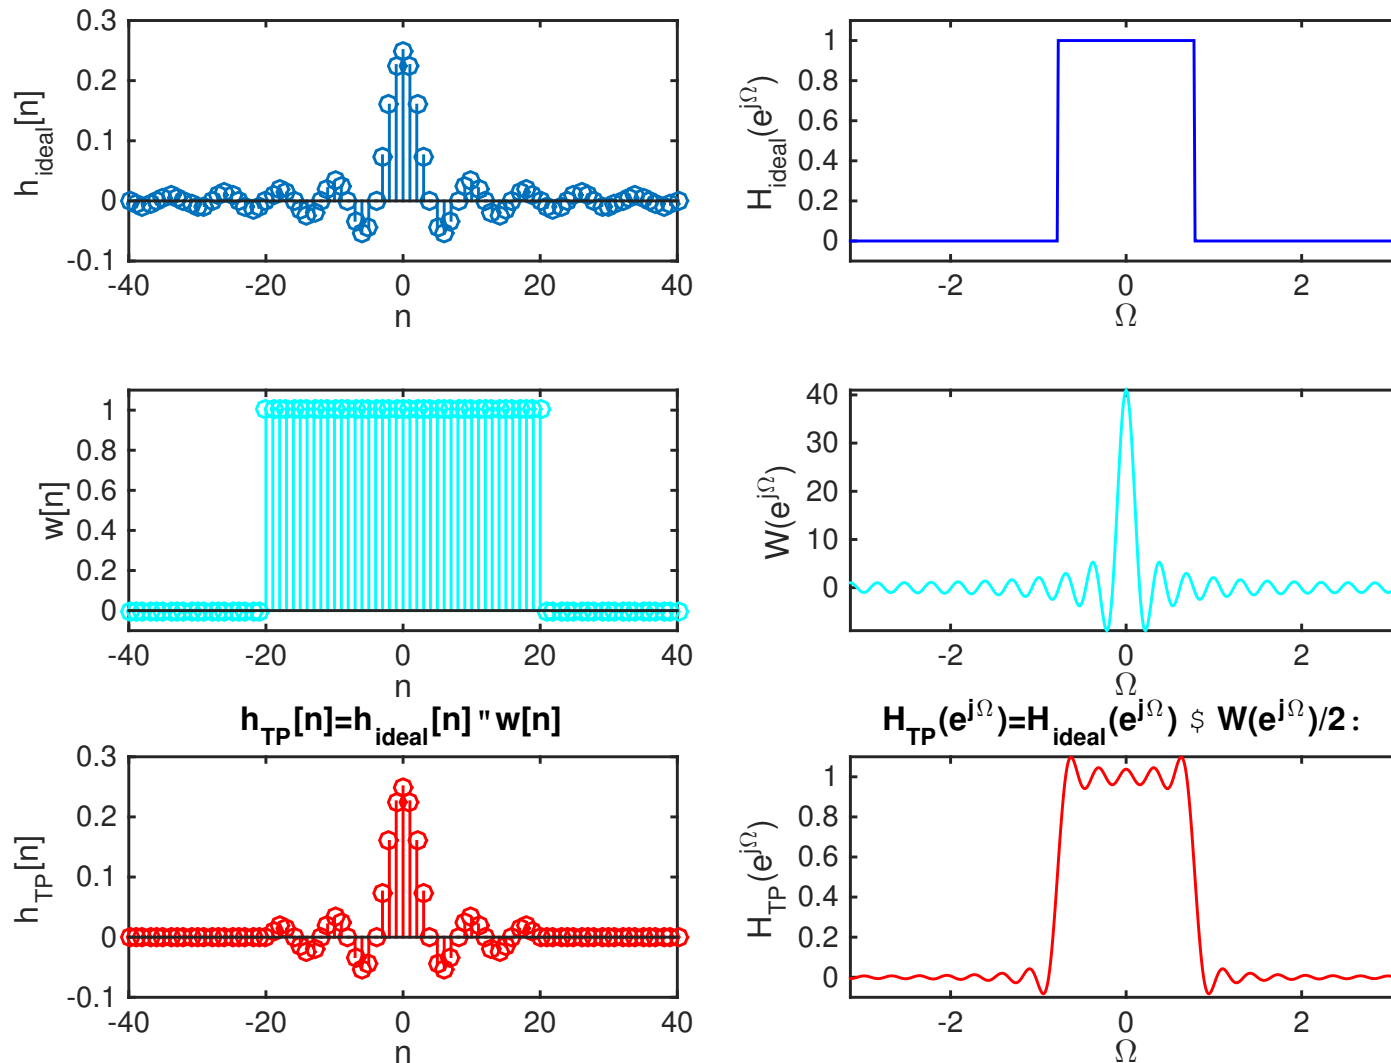 0.3
0.2
0.1
0
-0.1
h_ideal[n]
-40 -20 0 20 40
n
1
0.8
0.6
0.4
0.2
0
H_ideal(e^jΩ)
-2 0 2
Ω
1
0.8
0.6
0.4
0.2
0
w[n]
-40 -20 0 20 40
n
40
30
20
10
0
W(e^jΩ)
-2 0 2
Ω
h_TP[n]=h_ideal[n] " w[n]
0.3
0.2
0.1
0
-0.1
h_TP[n]
-40 -20 0 20 40
n
H_TP(e^jΩ)=H_ideal(e^jΩ) $ W(e^jΩ)/2 :
1
0.8
0.6
0.4
0.2
0
H_TP(e^jΩ)
-2 0 2
Ω